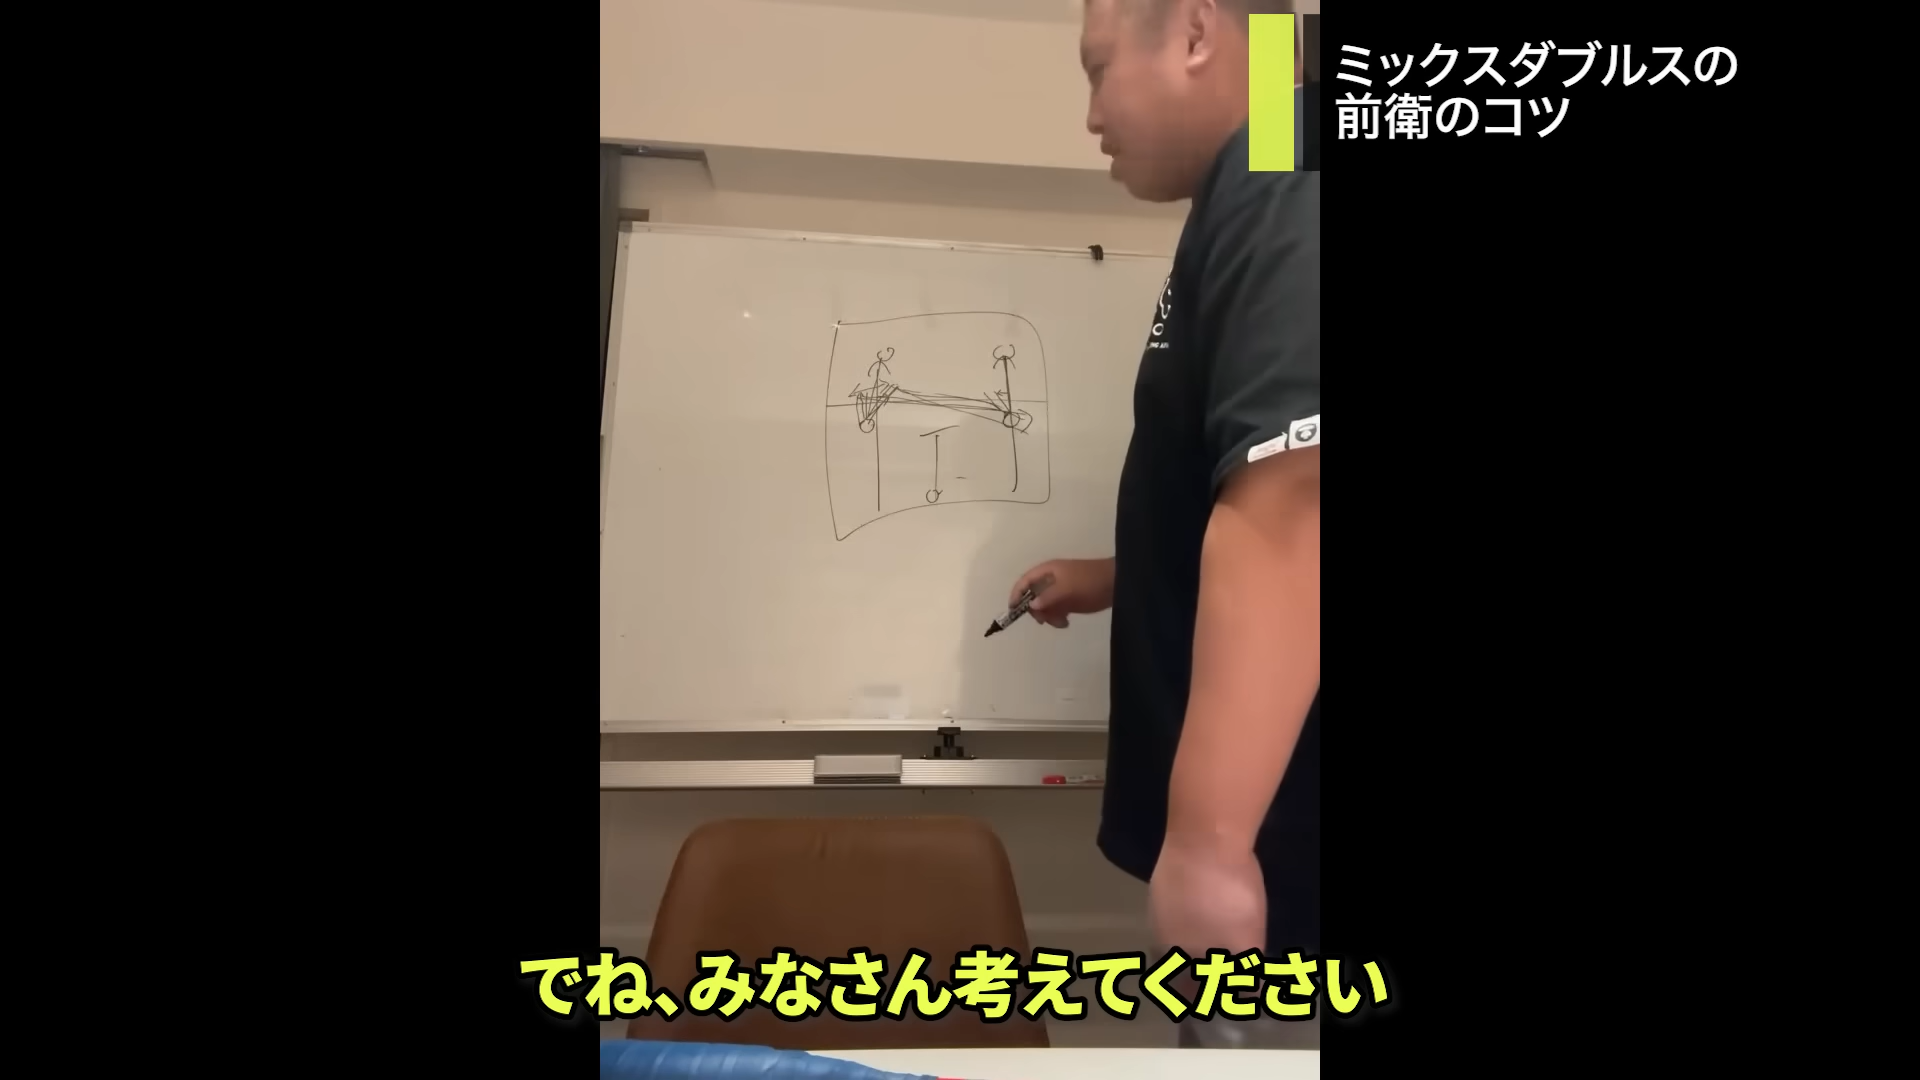 ミックスダブルスの
前衛のコツ
でね、みなさん考えてください